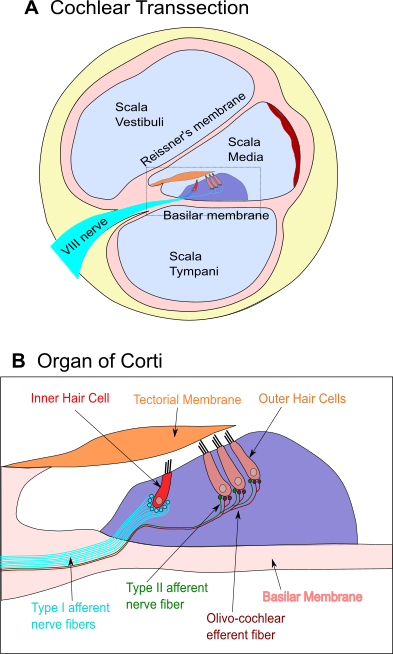 A Cochlear Transsection
Scala
Vestibuli
Reissner's membrane
Scala
Media
Basilar membrane
VIII nerve
Scala
Tympani
B Organ of Corti
Inner Hair Cell
Tectorial Membrane
Outer Hair Cells
Type I afferent
nerve fibers
Type II afferent
nerve fiber
Basilar Membrane
Olivo-cochlear
efferent fiber